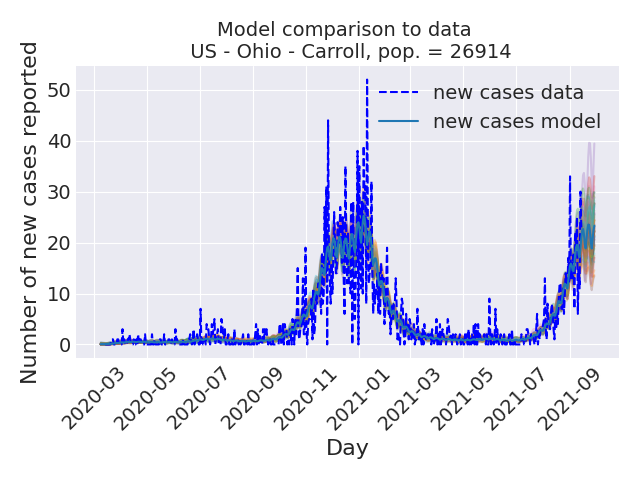 Model comparison to data
US - Ohio - Carroll, pop. = 26914
new cases data
new cases model
Number of new cases reported
50
40
30
20
10
0
2020-03
2020-05
2020-07
2020-09
2020-11
2021-01
2021-03
2021-05
2021-07
2021-09
Day